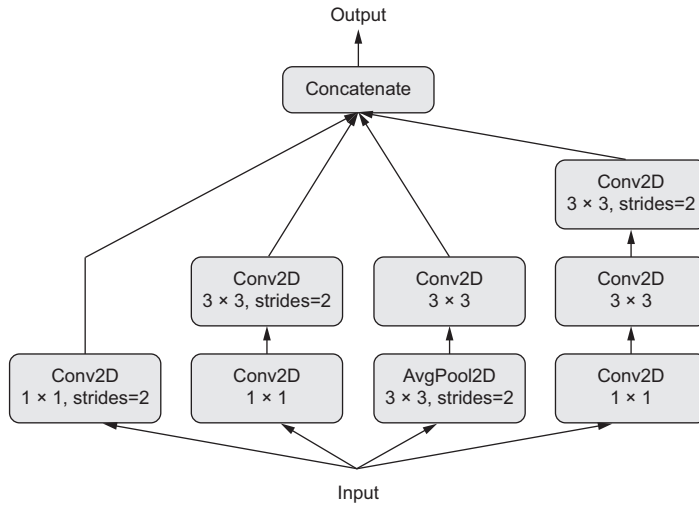 Output
Concatenate
Conv2D
3 × 3, strides=2
Conv2D
3 × 3, strides=2
Conv2D
3 × 3
Conv2D
3 × 3
Conv2D
1 × 1, strides=2
Conv2D
1 × 1
AvgPool2D
3 × 3, strides=2
Conv2D
1 × 1
Input